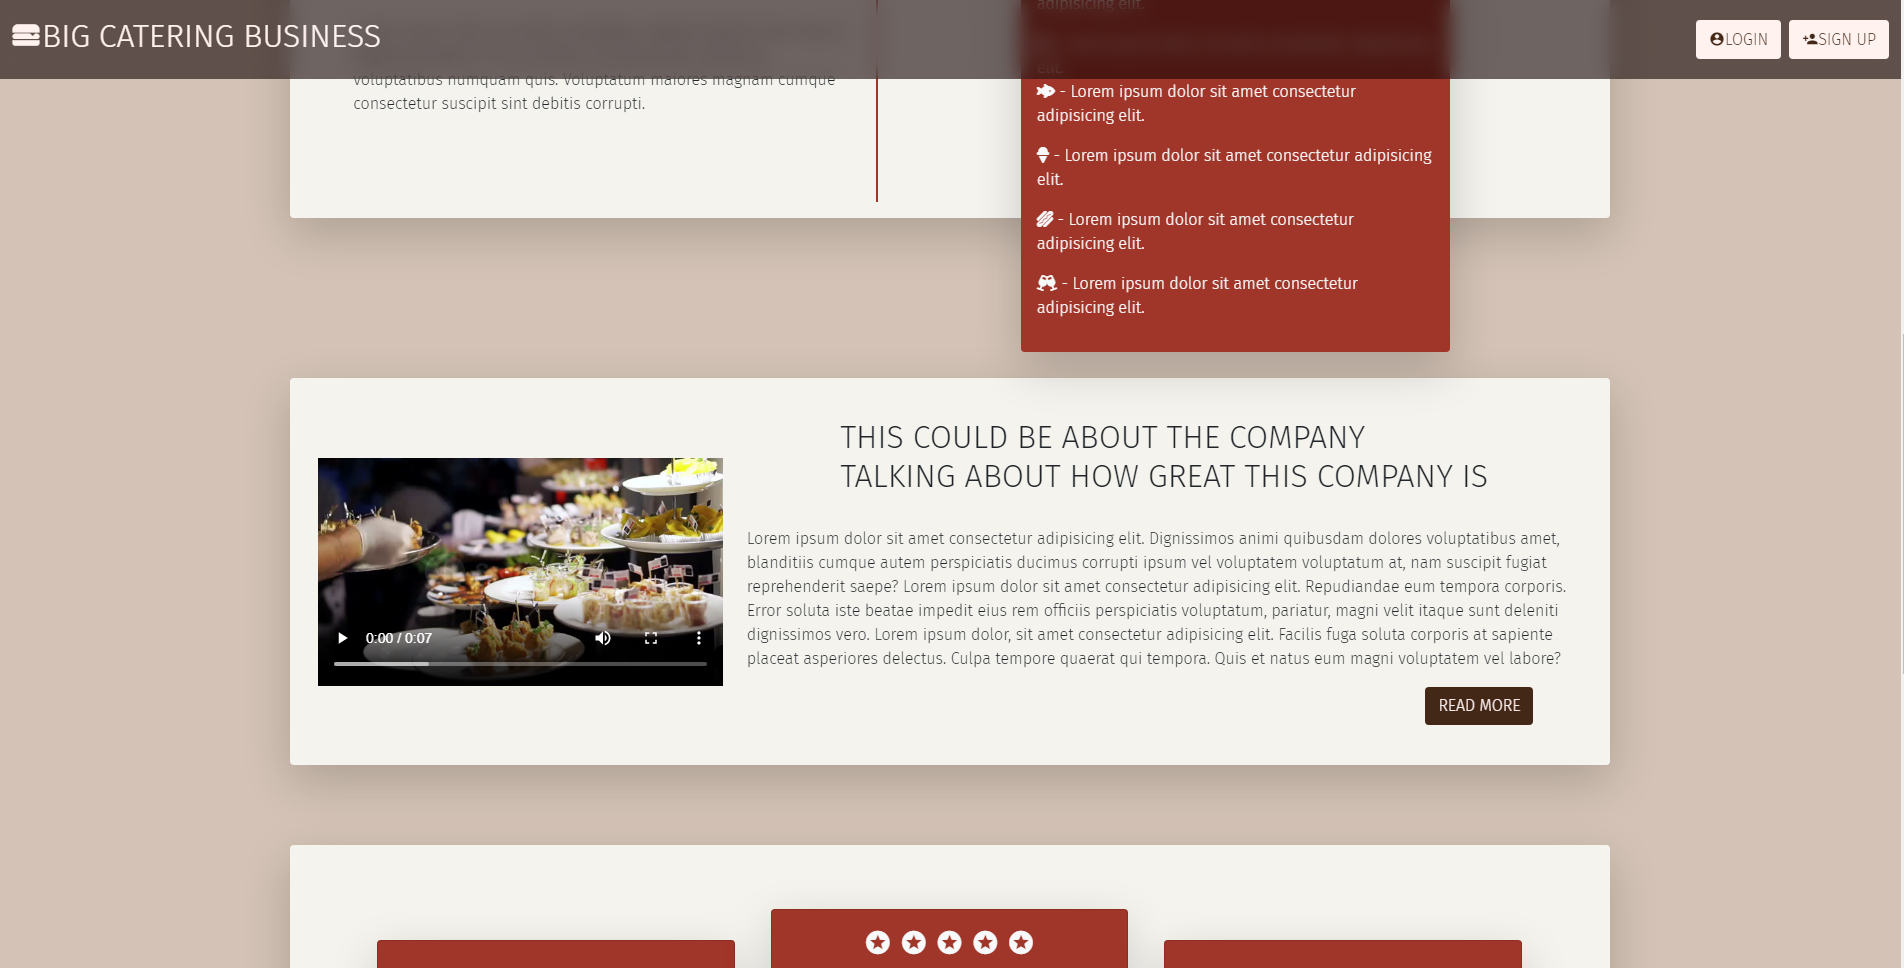 BIG CATERING BUSINESS
LOGIN
SIGN UP
adipisicing elit.
elit.
voluptatibus numquam quis. Voluptatum maiores magnam cumque
consectetur suscipit sint debitis corrupti.
- Lorem ipsum dolor sit amet consectetur
adipisicing elit.
- Lorem ipsum dolor sit amet consectetur adipisicing
elit.
- Lorem ipsum dolor sit amet consectetur
adipisicing elit.
- Lorem ipsum dolor sit amet consectetur
adipisicing elit.
THIS COULD BE ABOUT THE COMPANY
TALKING ABOUT HOW GREAT THIS COMPANY IS
0:00 / 0:07
Lorem ipsum dolor sit amet consectetur adipisicing elit. Dignissimos animi quibusdam dolores voluptatibus amet,
blanditiis cumque autem perspiciatis ducimus corrupti ipsum vel voluptatem voluptatum at, nam suscipit fugiat
reprehenderit saepe? Lorem ipsum dolor sit amet consectetur adipisicing elit. Repudiandae eum tempora corporis.
Error soluta iste beatae impedit eius rem officiis perspiciatis voluptatum, pariatur, magni velit itaque sunt deleniti
dignissimos vero. Lorem ipsum dolor, sit amet consectetur adipisicing elit. Facilis fuga soluta corporis at sapiente
placeat asperiores delectus. Culpa tempore quaerat qui tempora. Quis et natus eum magni voluptatem vel labore?
READ MORE